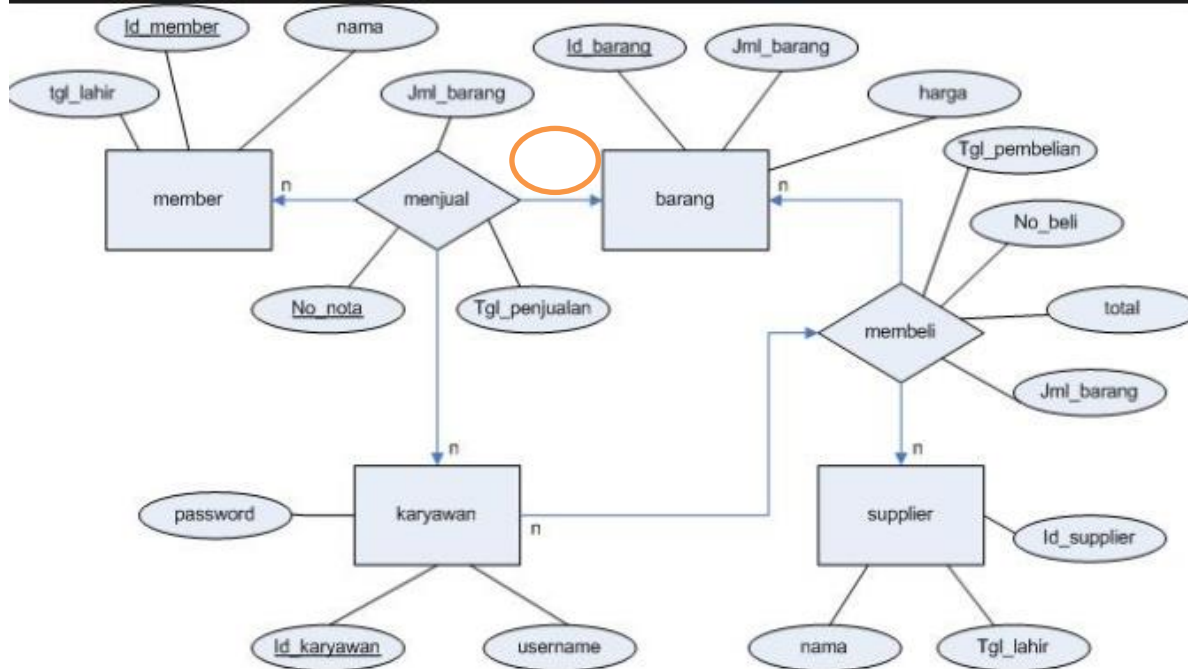 Id_member
nama
Id_barang
Jml_barang
tgl_lahir
Jml_barang
harga
Tgl_pembelian
n
member
menjual
barang
n
No_beli
No_nota
Tgl_penjualan
total
membeli
Jml_barang
n
n
password
karyawan
n
supplier
Id_supplier
Id_karyawan
username
nama
Tgl_lahir